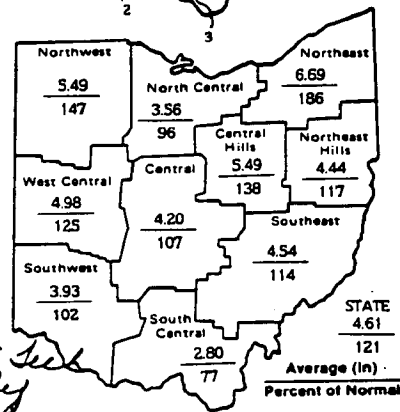 2
3
Northwest
5.49
147
North Central
3.56
96
Northeast
6.69
186
Central
Hills
5.49
138
Northeast
Hills
4.44
117
West Central
4.98
125
Central
4.20
107
Southeast
4.54
114
Southwest
3.93
102
South
Central
2.80
77
STATE
4.61
121
Average (in)
Percent of Normal